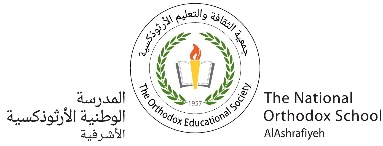 جمعية الثقافة والتعليم الأرثوذكسية
1957
The Orthodox Educational Society
المدرسة
الوطنية الأرثوذكسية
الأشرفية
The National
Orthodox School
AlAshrafiyeh